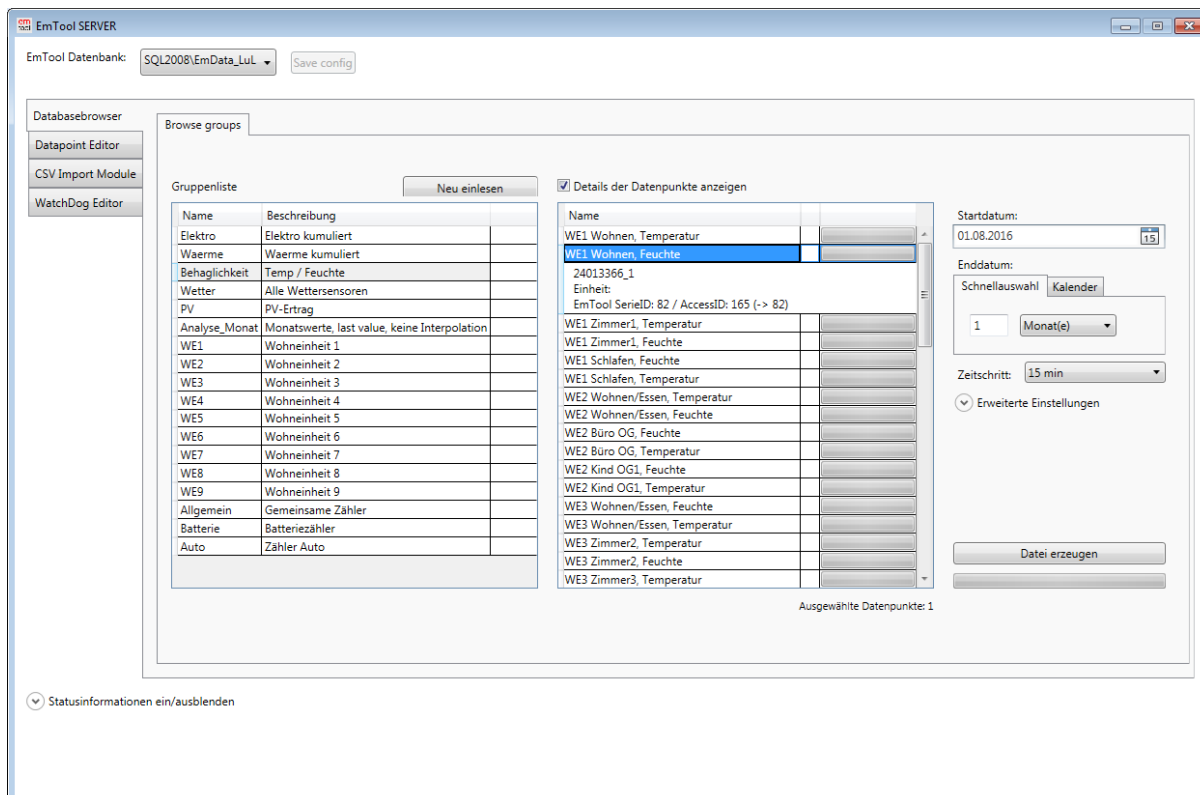 EmTool SERVER
EmTool Datenbank:
SQL2008\EmData_LuL
Save config
Databasebrowser
Datapoint Editor
CSV Import Module
WatchDog Editor
Browse groups
Gruppenliste
Neu einlesen
Name Beschreibung
Elektro Elektro kumuliert
Waerme Waerme kumuliert
Behaglichkeit Temp / Feuchte
Wetter Alle Wettersensoren
PV PV-Ertrag
Analyse_Monat Monatswerte, last value, keine Interpolation
WE1 Wohneinheit 1
WE2 Wohneinheit 2
WE3 Wohneinheit 3
WE4 Wohneinheit 4
WE5 Wohneinheit 5
WE6 Wohneinheit 6
WE7 Wohneinheit 7
WE8 Wohneinheit 8
WE9 Wohneinheit 9
Allgemein Gemeinsame Zähler
Batterie Batteriezähler
Auto Zähler Auto
Details der Datenpunkte anzeigen
Name
WE1 Wohnen, Temperatur
WE1 Wohnen, Feuchte
24013366_1
Einheit:
EmTool SerieID: 82 / AccessID: 165 (-> 82)
WE1 Zimmer1, Temperatur
WE1 Zimmer1, Feuchte
WE1 Schlafen, Feuchte
WE1 Schlafen, Temperatur
WE2 Wohnen/Essen, Temperatur
WE2 Wohnen/Essen, Feuchte
WE2 Büro OG, Feuchte
WE2 Büro OG, Temperatur
WE2 Kind OG1, Feuchte
WE2 Kind OG1, Temperatur
WE3 Wohnen/Essen, Feuchte
WE3 Wohnen/Essen, Temperatur
WE3 Zimmer2, Temperatur
WE3 Zimmer2, Feuchte
WE3 Zimmer3, Temperatur
Ausgewählte Datenpunkte: 1
Startdatum:
01.08.2016
15
Enddatum:
Schnellauswahl
Kalender
1
Monat(e)
Zeitschritt:
15 min
Erweiterte Einstellungen
Datei erzeugen
Statusinformationen ein/ausblenden